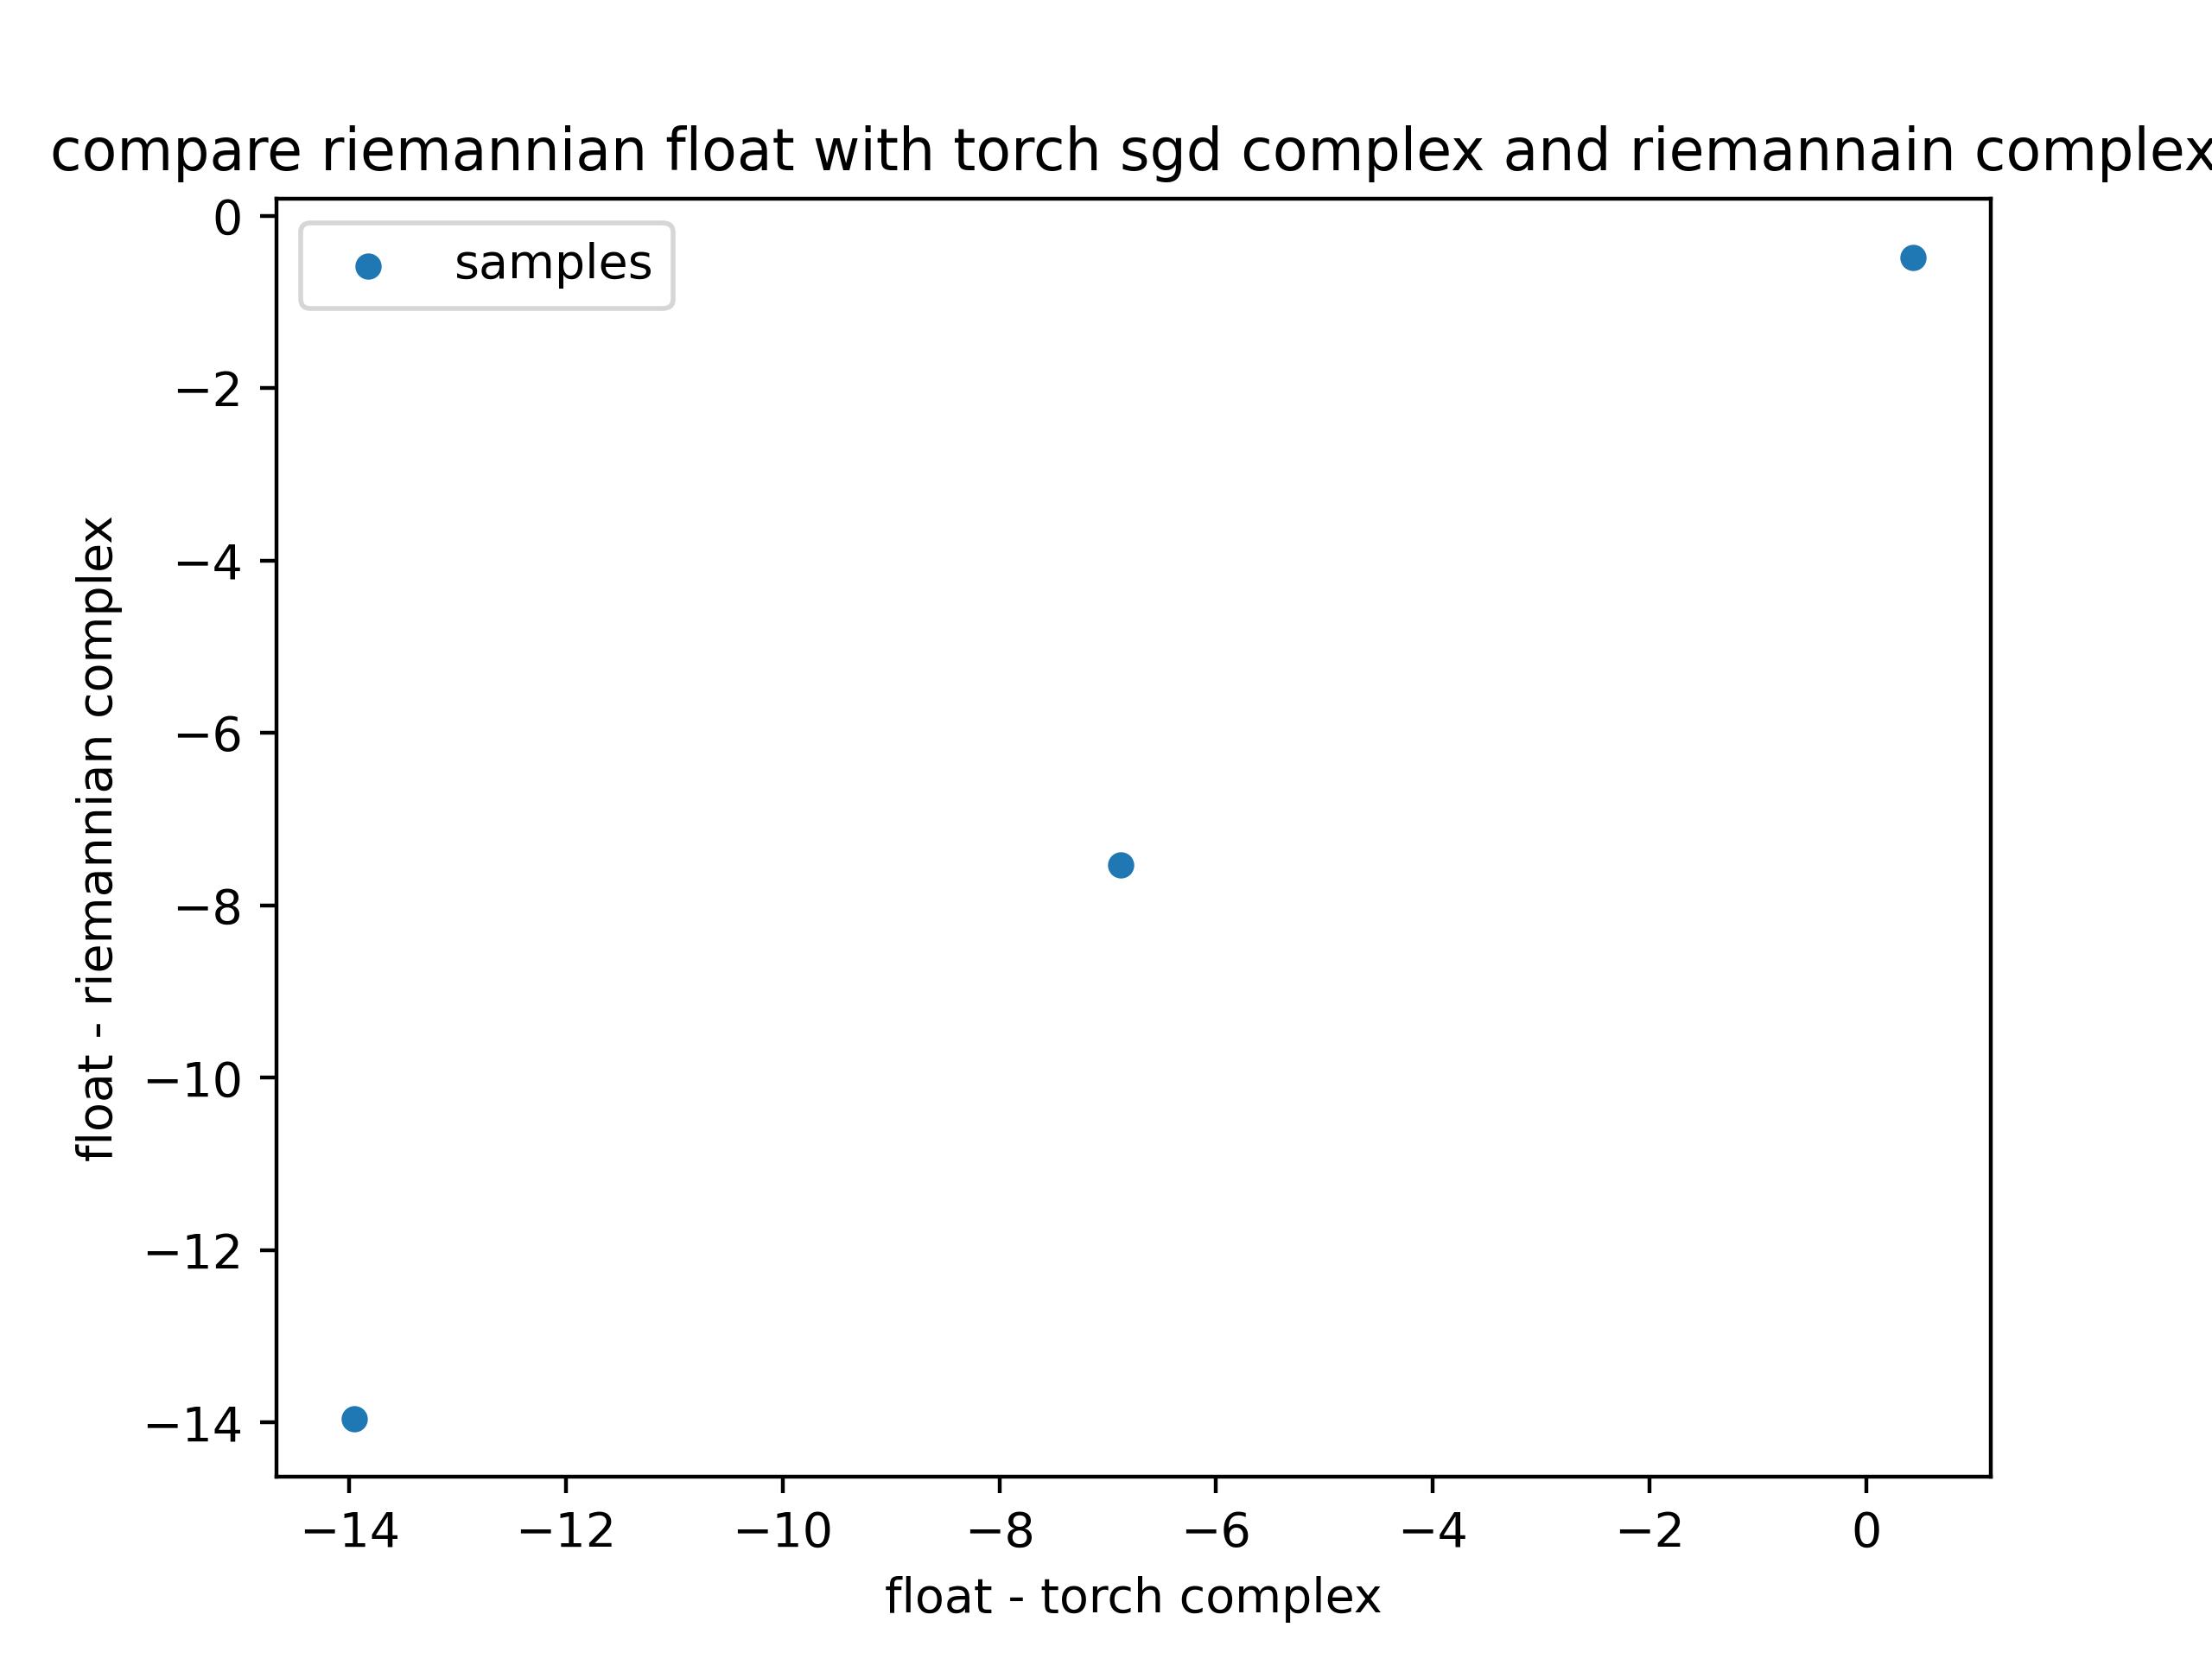 compare riemannian float with torch sgd complex and riemannain complex
samples
0
−2
−4
−6
−8
−10
−12
−14
float - riemannian complex
−14 −12 −10 −8 −6 −4 −2 0
float - torch complex